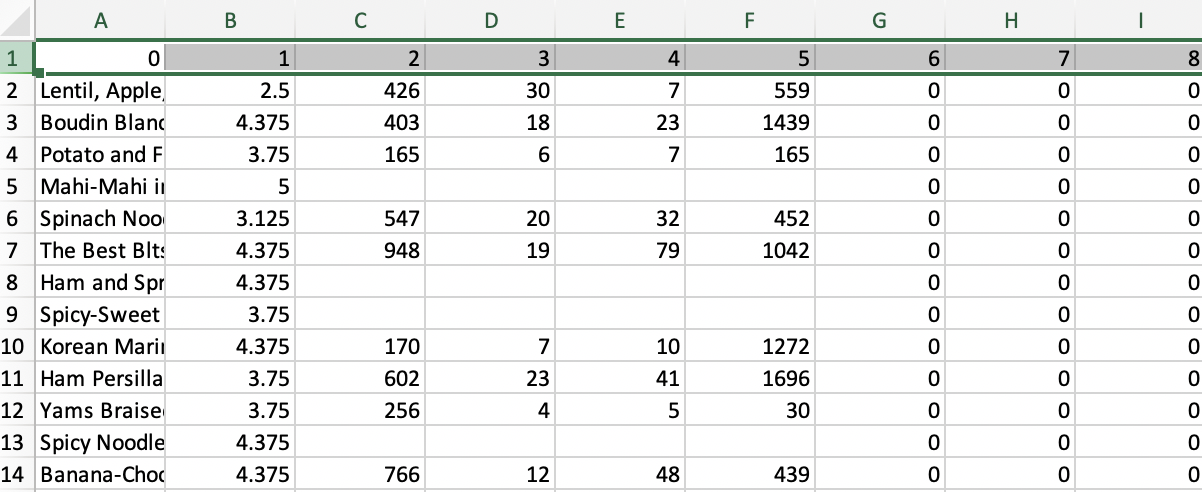 A B C D E F G H I
1 0 1 2 3 4 5 6 7 8
2 Lentil, Apple, 2.5 426 30 7 559 0 0 0
3 Boudin Blanc 4.375 403 18 23 1439 0 0 0
4 Potato and F 3.75 165 6 7 165 0 0 0
5 Mahi-Mahi in 5 0 0 0
6 Spinach Nood 3.125 547 20 32 452 0 0 0
7 The Best Blts 4.375 948 19 79 1042 0 0 0
8 Ham and Spr 4.375 0 0 0
9 Spicy-Sweet 3.75 0 0 0
10 Korean Marin 4.375 170 7 10 1272 0 0 0
11 Ham Persilla 3.75 602 23 41 1696 0 0 0
12 Yams Braised 3.75 256 4 5 30 0 0 0
13 Spicy Noodle 4.375 0 0 0
14 Banana-Choc 4.375 766 12 48 439 0 0 0